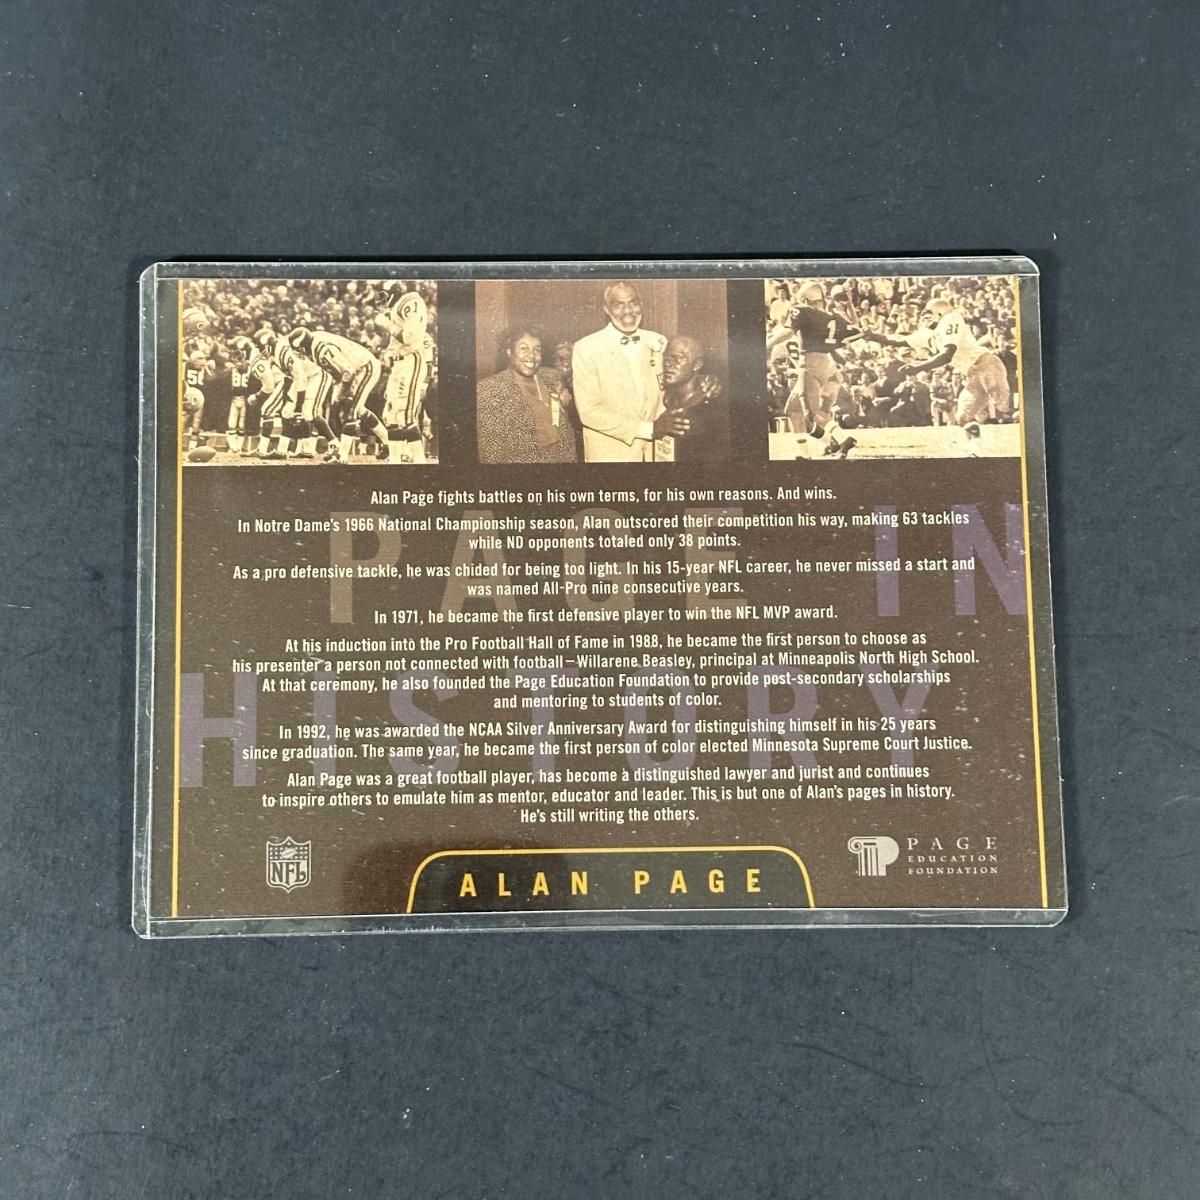 Alan Page fights battles on his own terms, for his own reasons. And wins.
In Notre Dame's 1966 National Championship season, Alan outscored their competition his way, making 63 tackles
while ND opponents totaled only 38 points.
As a pro defensive tackle, he was chided for being too light. In his 15-year NFL career, he never missed a start and
was named All-Pro nine consecutive years.
In 1971, he became the first defensive player to win the NFL MVP award.
At his induction into the Pro Football Hall of Fame in 1988, he became the first person to choose as
his presenter a person not connected with football—Willarene Beasley, principal at Minneapolis North High School.
At that ceremony, he also founded the Page Education Foundation to provide post-secondary scholarships
and mentoring to students of color.
In 1992, he was awarded the NCAA Silver Anniversary Award for distinguishing himself in his 25 years
since graduation. The same year, he became the first person of color elected Minnesota Supreme Court Justice.
Alan Page was a great football player, has become a distinguished lawyer and jurist and continues
to inspire others to emulate him as mentor, educator and leader. This is but one of Alan's pages in history.
He's still writing the others.
PAGE IN
HISTORY
NFL
ALAN PAGE
PAGE
EDUCATION
FOUNDATION
1
81
86